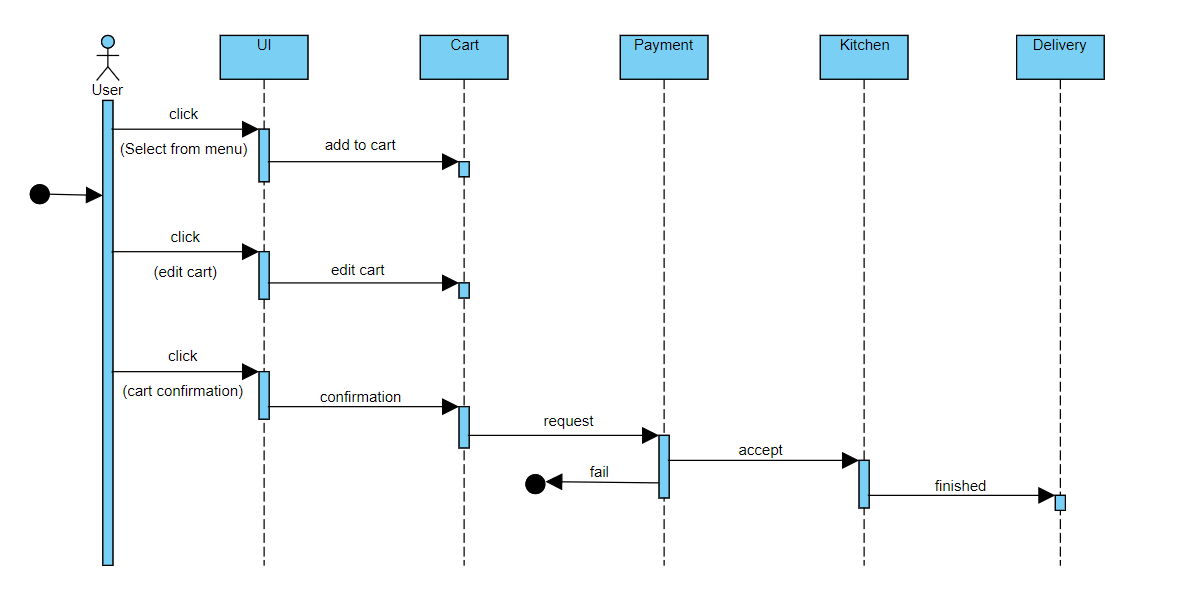 UI
Cart
Payment
Kitchen
Delivery
User
click
(Select from menu)
add to cart
click
(edit cart)
edit cart
click
(cart confirmation)
confirmation
request
accept
fail
finished